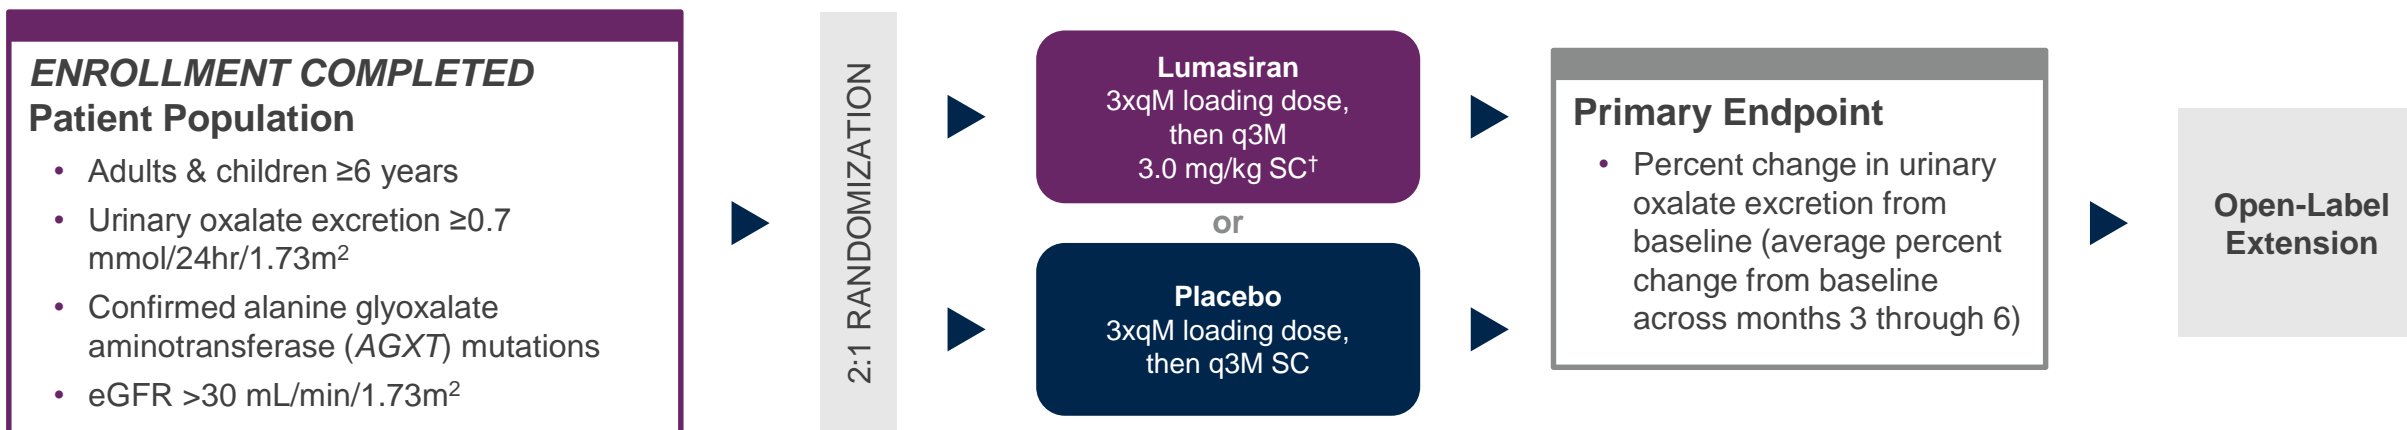 ENROLLMENT COMPLETED
Patient Population
• Adults & children ≥6 years
• Urinary oxalate excretion ≥0.7
mmol/24hr/1.73m²
• Confirmed alanine glyoxalate
aminotransferase (AGXT) mutations
• eGFR >30 mL/min/1.73m²
2:1 RANDOMIZATION
Lumasiran
3xqM loading dose,
then q3M
3.0 mg/kg SC†
or
Placebo
3xqM loading dose,
then q3M SC
Primary Endpoint
• Percent change in urinary
oxalate excretion from
baseline (average percent
change from baseline
across months 3 through 6)
Open-Label
Extension